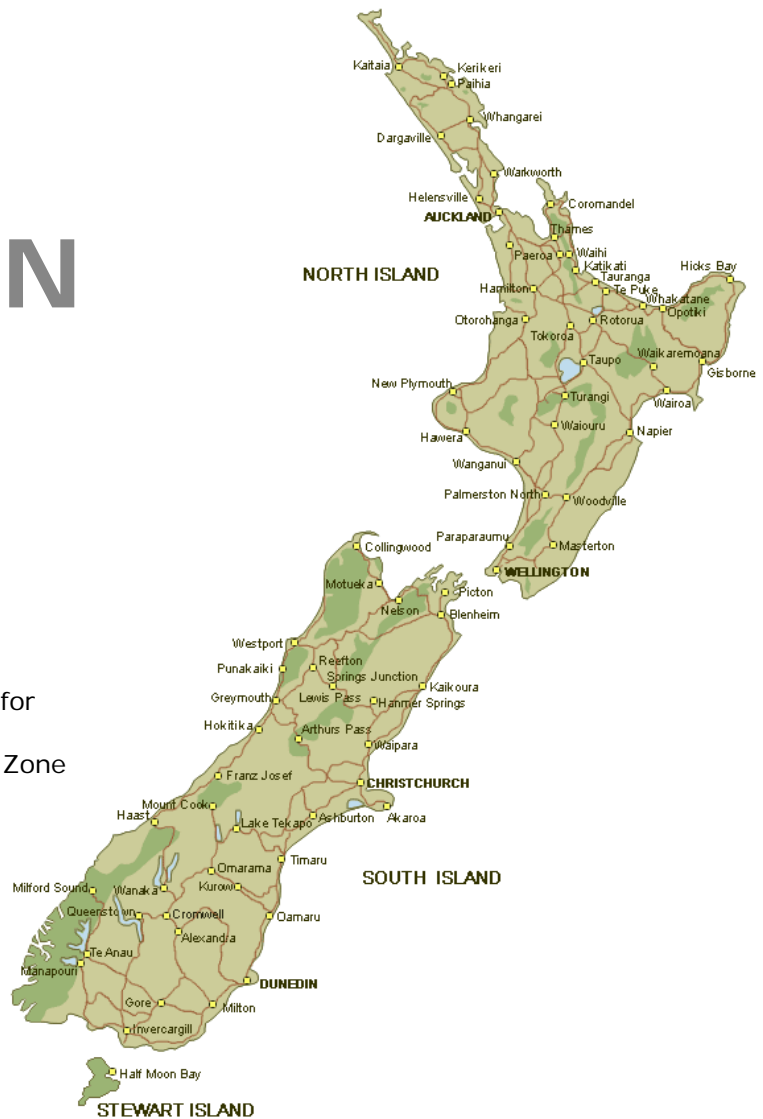 Kaitaia
Kerikeri
Paihia
Whangarei
Dargaville
Warkworth
Helensville
Coromandel
AUCKLAND
Thames
N
Paeroa
Waihi
NORTH ISLAND
Katikati
Hicks Bay
Tauranga
Hamilton
Te Puke
Whakatane
Opotiki
Otorohanga
Rotorua
Tokoroa
Waikaremoana
Taupo
Gisborne
New Plymouth
Turangi
Wairoa
Waiouru
Napier
Hawera
Wanganui
Palmerston North
Woodville
Paraparaumu
Masterton
Collingwood
WELLINGTON
Motueka
Picton
Nelson
Blenheim
Westport
Reefton
Punakaiki
Springs Junction
Kaikoura
Lewis Pass
Greymouth
Hanmer Springs
for
Hokitika
Arthurs Pass
Waipara
Zone
Franz Josef
CHRISTCHURCH
Mount Cook
Haast
Lake Tekapo
Ashburton
Akaroa
Timaru
Omarama
SOUTH ISLAND
Milford Sound
Wanaka
Kurow
Queenstown
Cromwell
Oamaru
Alexandra
Te Anau
Manapouri
DUNEDIN
Gore
Milton
Invercargill
Half Moon Bay
STEWART ISLAND